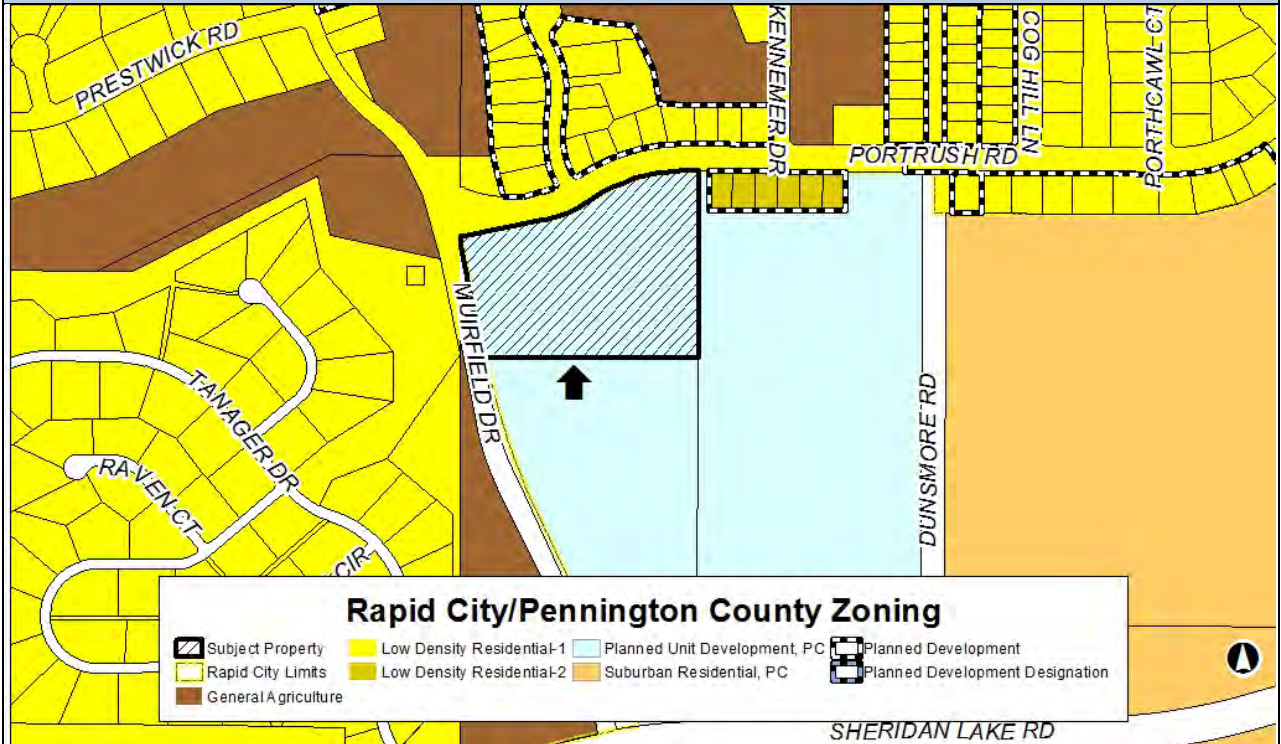 PRESTWICK RD
KENNEMER DR
COG HILL LN
PORTHCAWL CT
PORTRUSH RD
MUIRFIELD DR
TANAGER DR
RAVEN CT
CIR
DUNSMORE RD
Rapid City/Pennington County Zoning
Subject Property
Low Density Residential-1
Planned Unit Development, PC
Planned Development
Rapid City Limits
Low Density Residential-2
Suburban Residential, PC
Planned Development Designation
General Agriculture
SHERIDAN LAKE RD